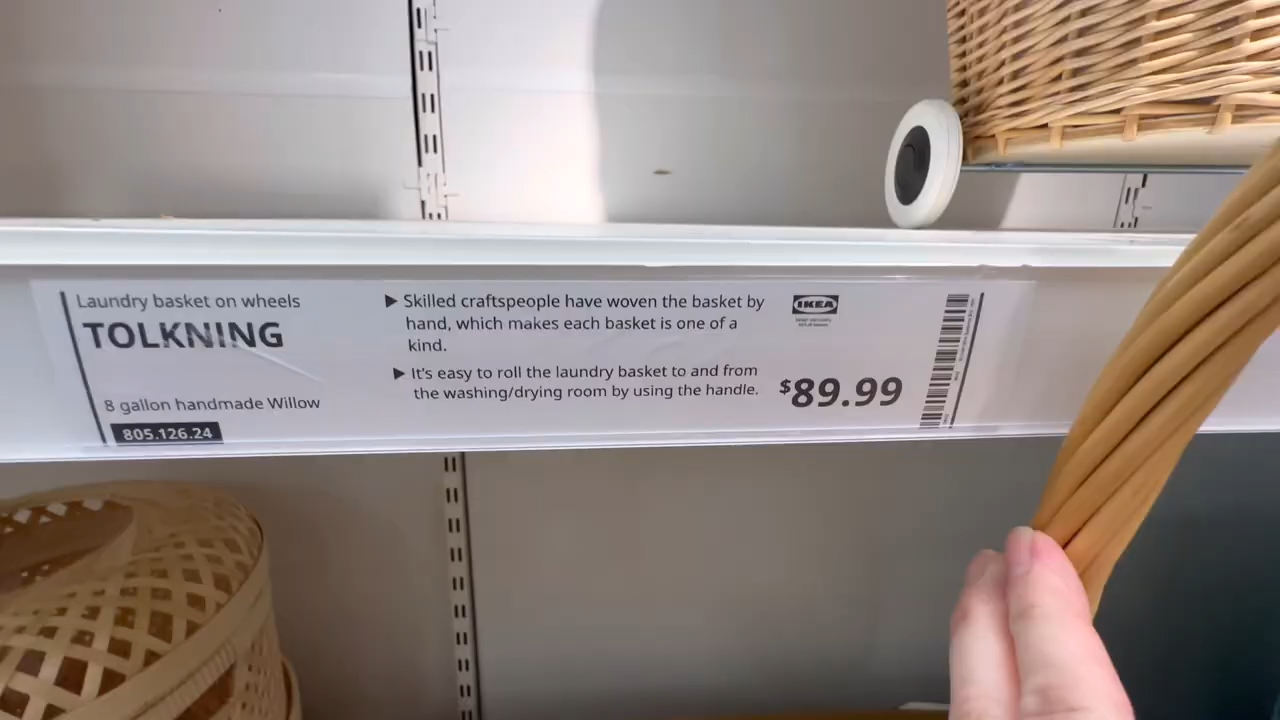 Laundry basket on wheels
TOLKNING
8 gallon handmade Willow
805.126.24
▶ Skilled craftspeople have woven the basket by
hand, which makes each basket is one of a
kind.
▶ It's easy to roll the laundry basket to and from
the washing/drying room by using the handle.
IKEA
$89.99